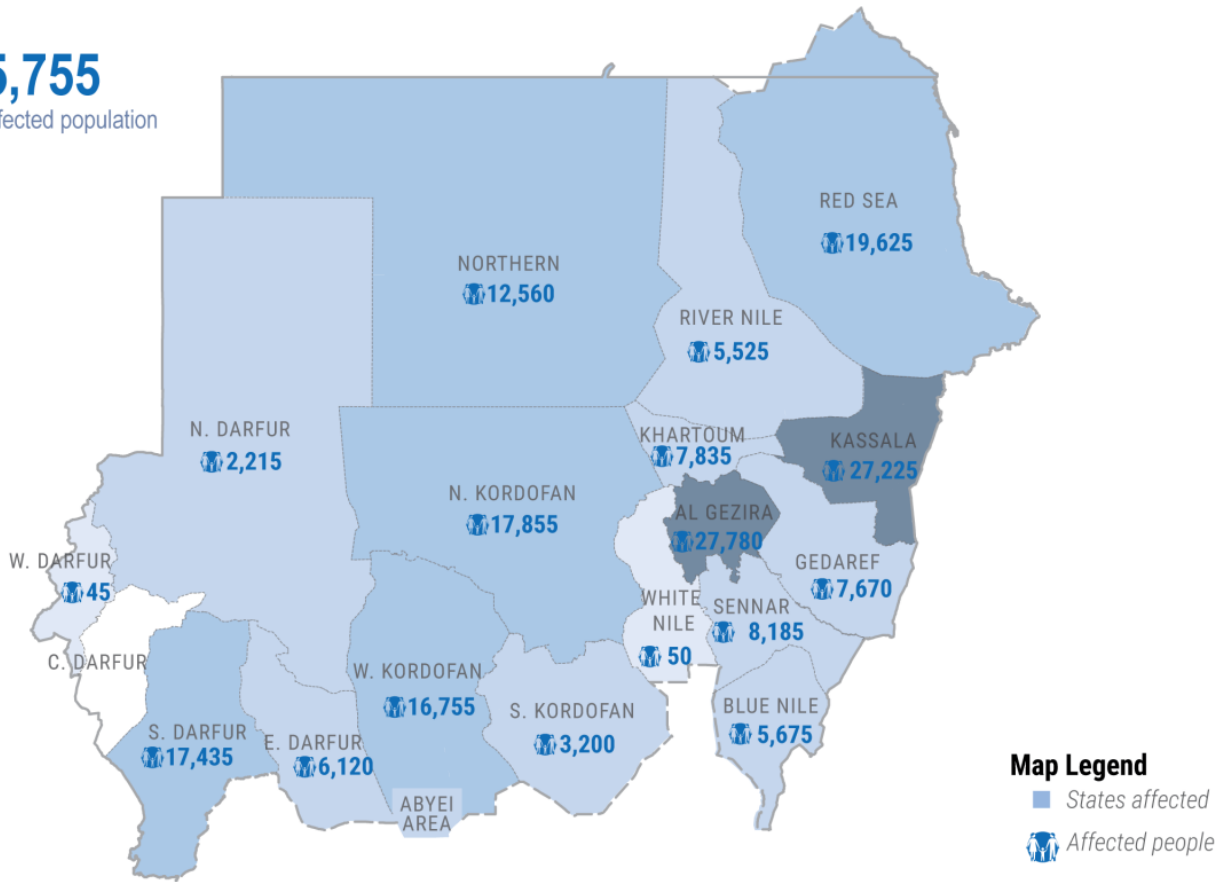 5,755
fected population
RED SEA
19,625
NORTHERN
12,560
RIVER NILE
5,525
N. DARFUR
2,215
KHARTOUM
7,835
KASSALA
27,225
N. KORDOFAN
17,855
AL GEZIRA
27,780
W. DARFUR
45
GEDAREF
7,670
WHITE
NILE
50
SENNAR
8,185
C. DARFUR
W. KORDOFAN
16,755
S. KORDOFAN
3,200
BLUE NILE
5,675
S. DARFUR
17,435
E. DARFUR
6,120
ABYEI
AREA
Map Legend
States affected
Affected people